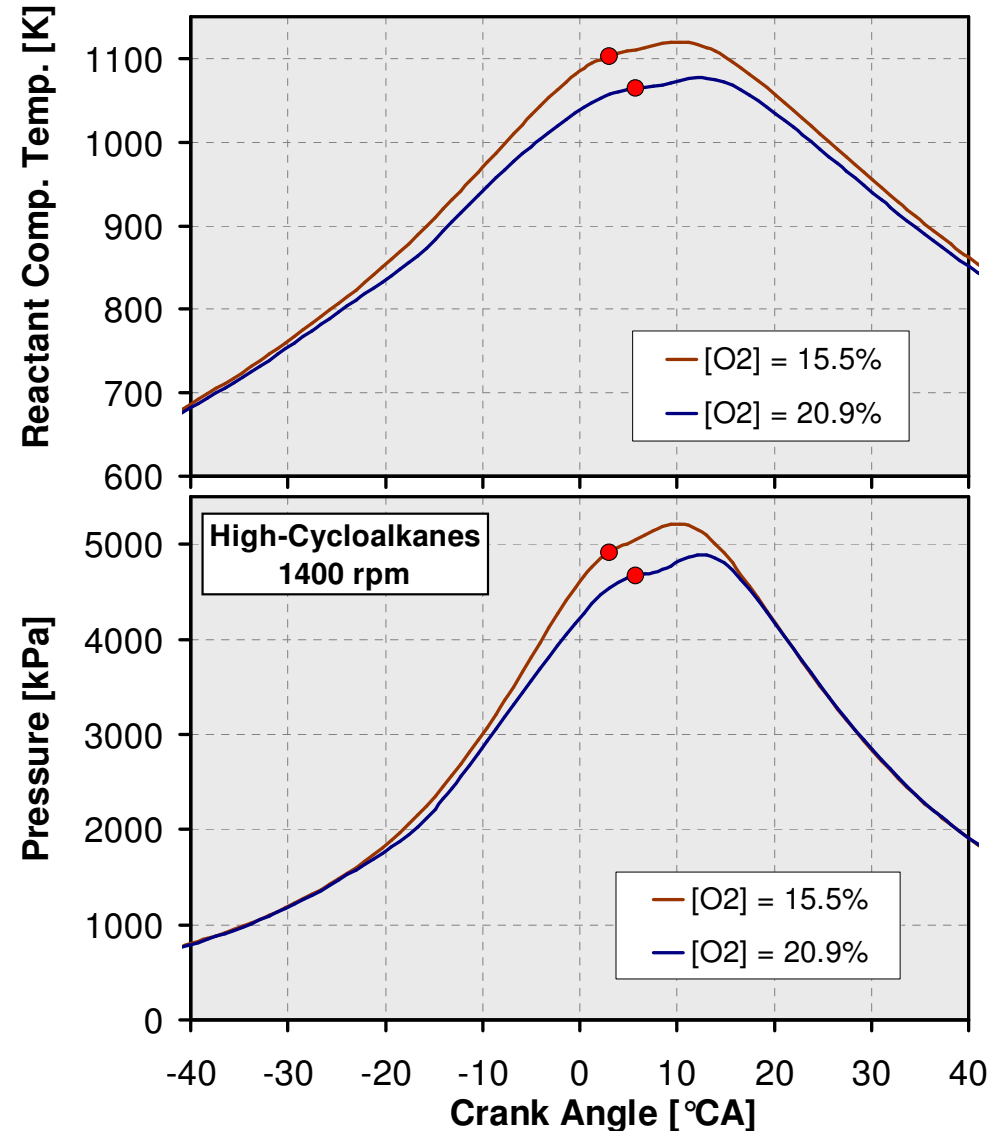 Reactant Comp. Temp. [K]
1100
1000
900
800
700
600
[O2] = 15.5%
[O2] = 20.9%
Pressure [kPa]
5000
4000
3000
2000
1000
0
High-Cycloalkanes
1400 rpm
[O2] = 15.5%
[O2] = 20.9%
-40 -30 -20 -10 0 10 20 30 40
Crank Angle [°CA]